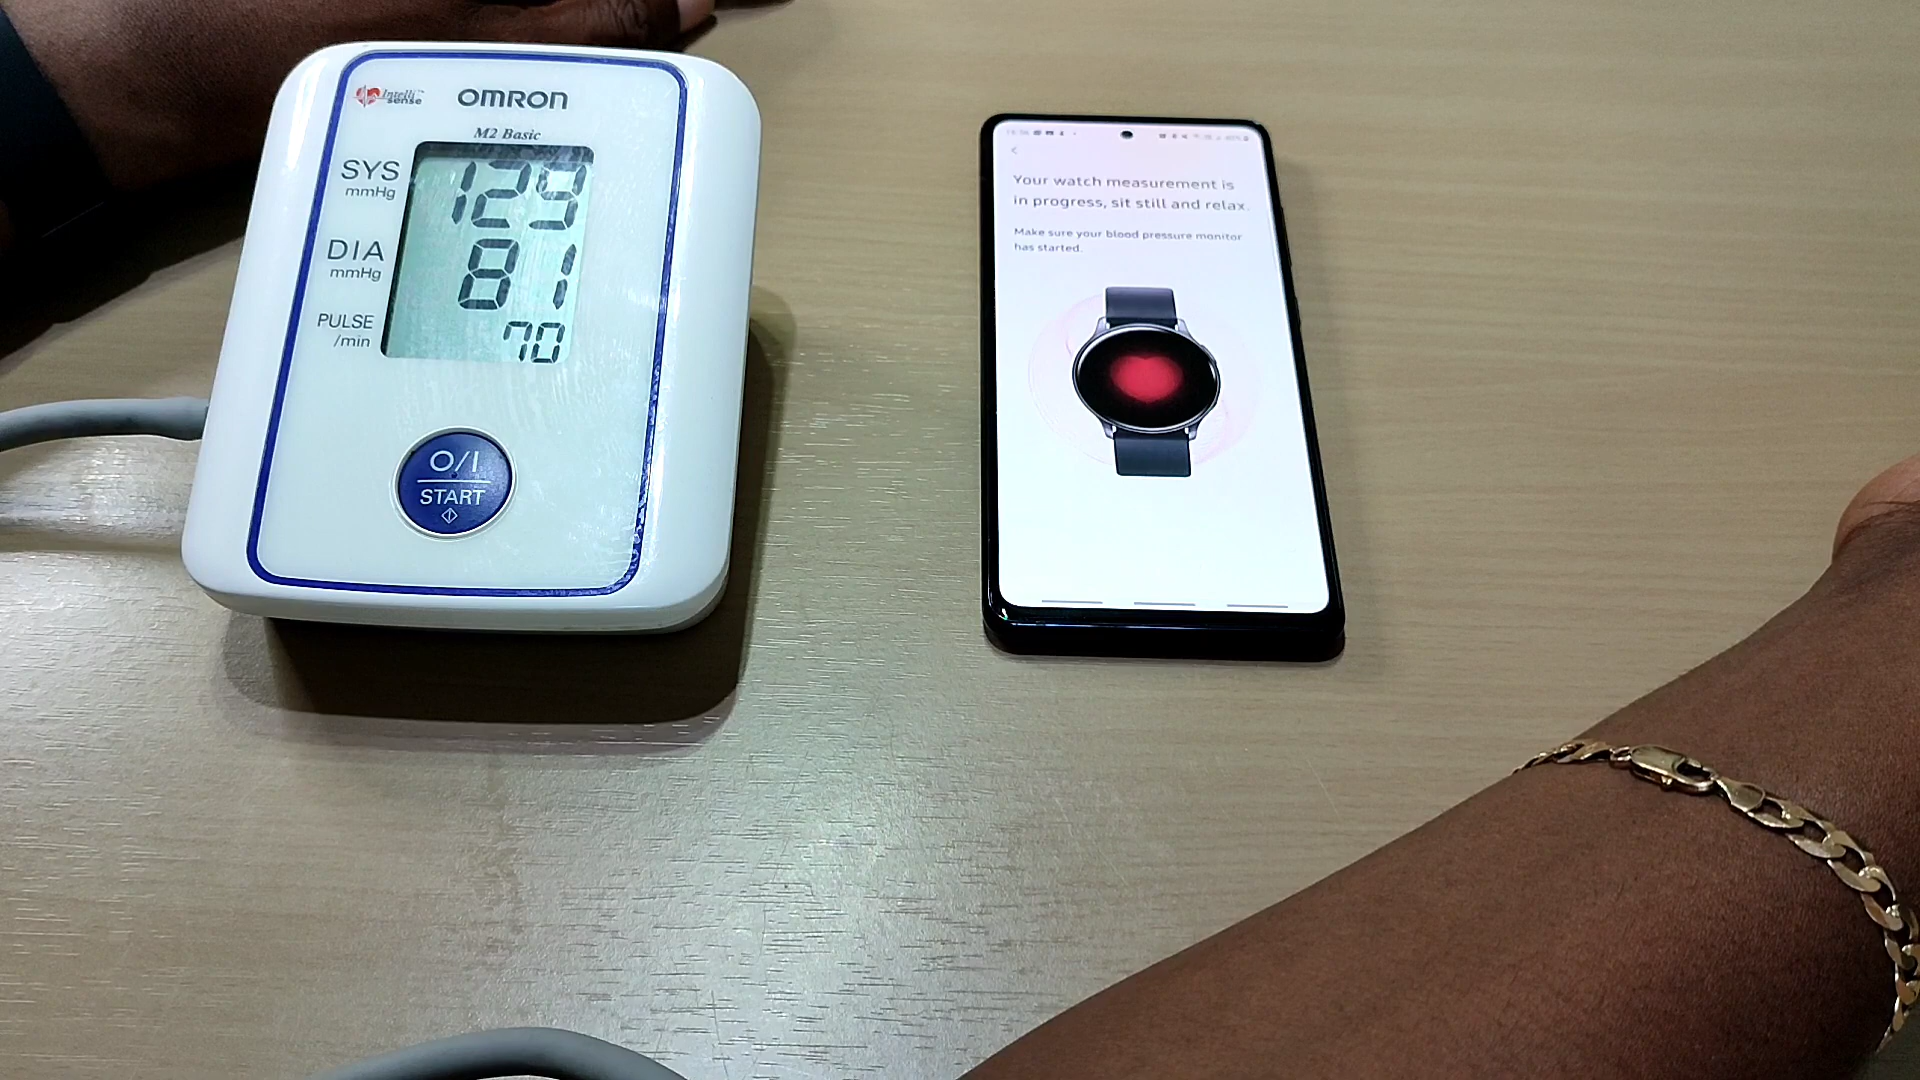 Intelli
sense
OMRON
M2 Basic
SYS
mmHg
129
DIA
mmHg
81
PULSE
/min
70
O/I
START
Your watch measurement is
in progress, sit still and relax.
Make sure your blood pressure monitor
has started.